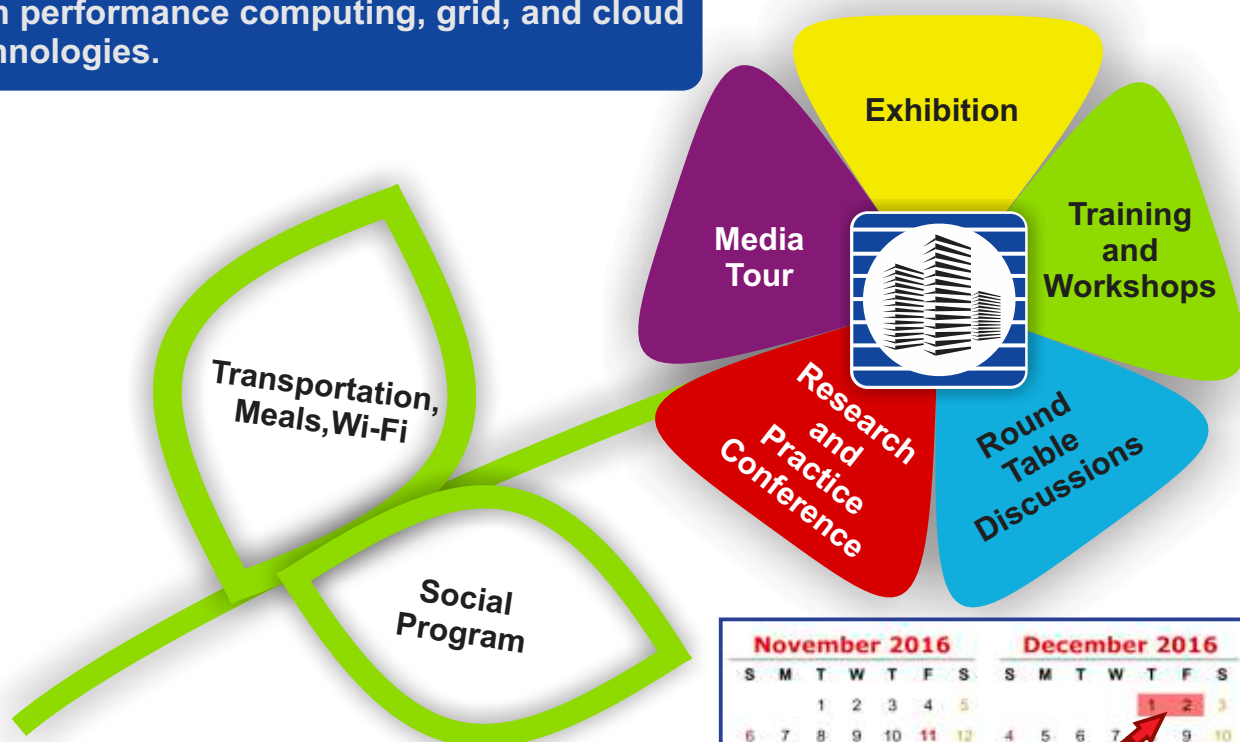 performance computing, grid, and cloud
Exhibition
Training
and
Workshops
Media
Tour
Transportation,
Meals,Wi-Fi
Research
and
Practice
Conference
Round
Table
Discussions
Social
Program
November 2016
S M T W T F S
1 2 3 4 5
6 7 8 9 10 11 12
December 2016
S M T W T F S
1 2 3
4 5 6 7 9 10